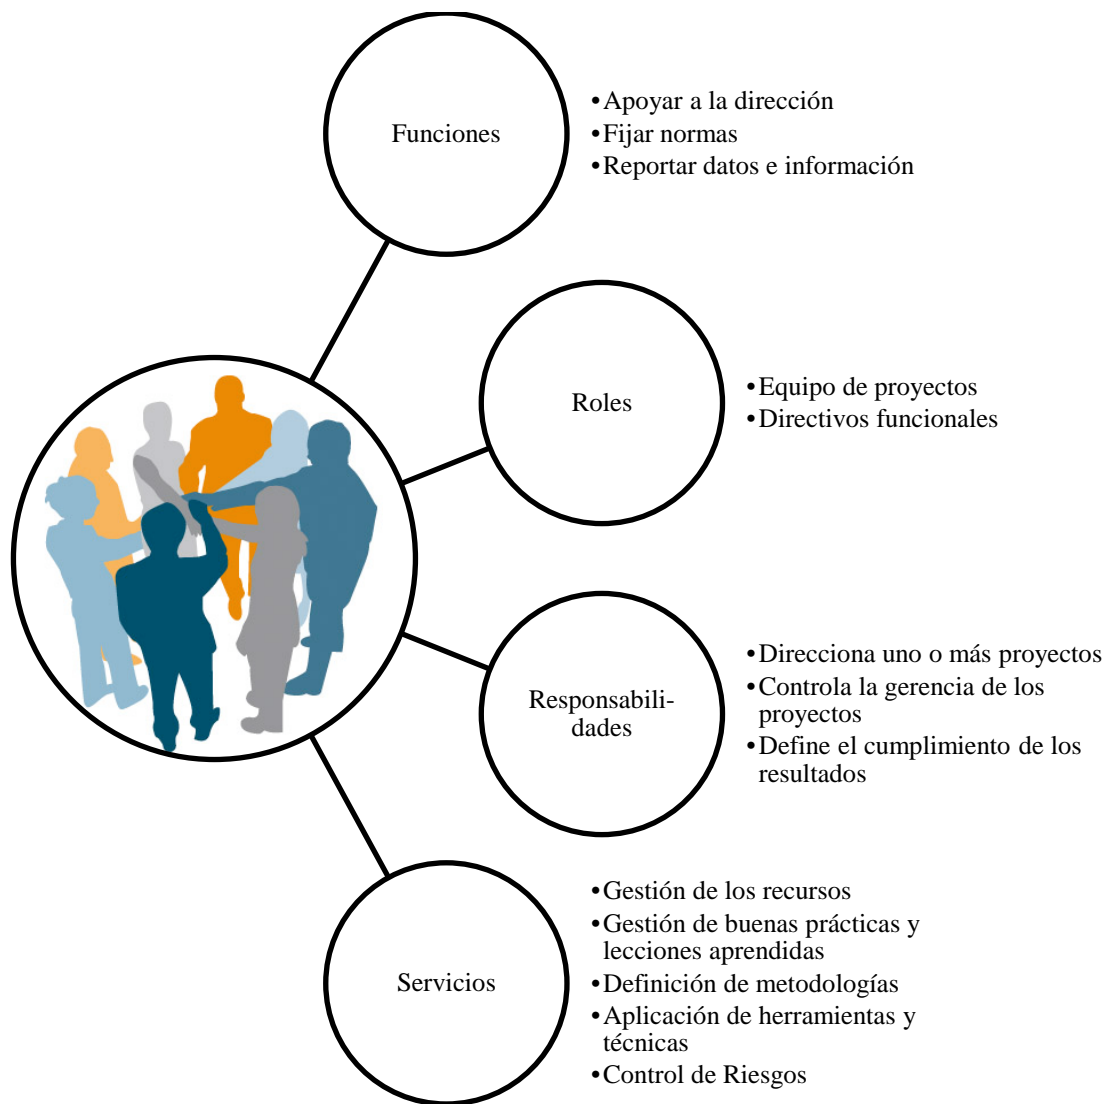 Funciones
•Apoyar a la dirección
•Fijar normas
•Reportar datos e información
Roles
•Equipo de proyectos
•Directivos funcionales
Responsabili-
dades
•Direcciona uno o más proyectos
•Controla la gerencia de los
proyectos
•Define el cumplimiento de los
resultados
Servicios
•Gestión de los recursos
•Gestión de buenas prácticas y
lecciones aprendidas
•Definición de metodologías
•Aplicación de herramientas y
técnicas
•Control de Riesgos